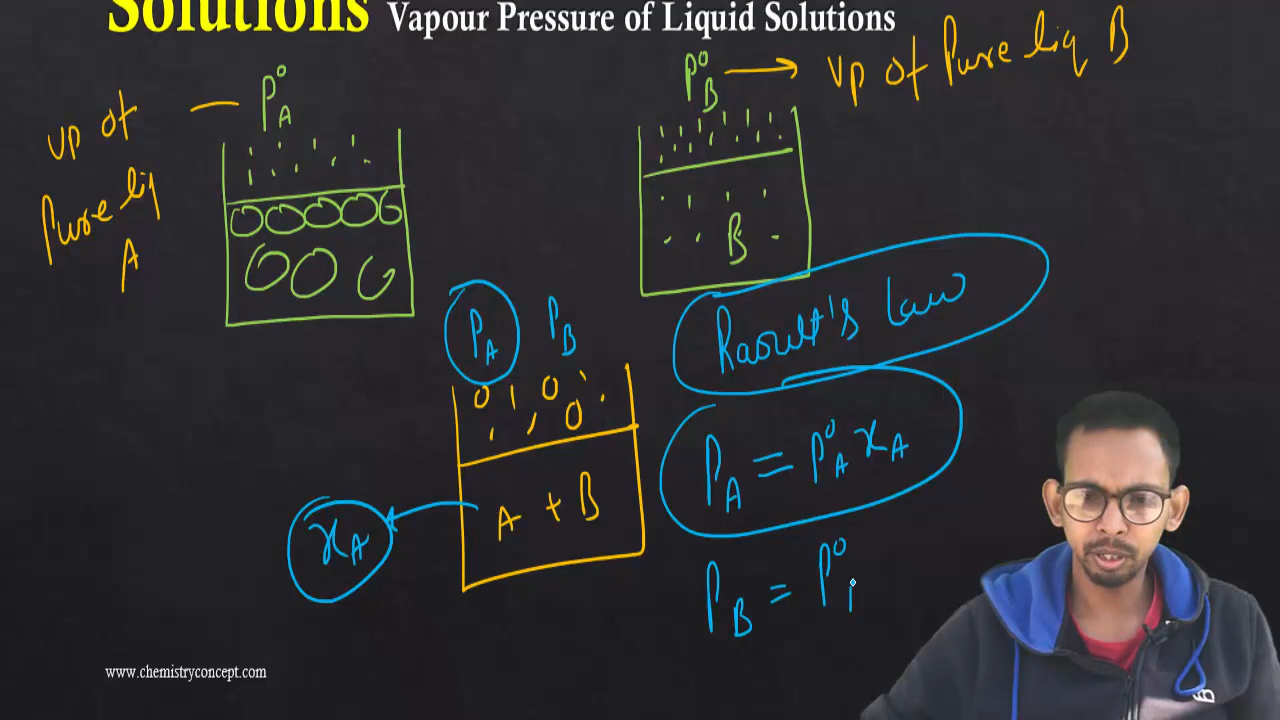 Solutions Vapour Pressure of Liquid Solutions
P°A
vp of
Pure liq
A
P°B → vp of Pure liq B
B
PA PB
Raoult's Law
A + B
xA
PA = P°A xA
PB = P°
www.chemistryconcept.com